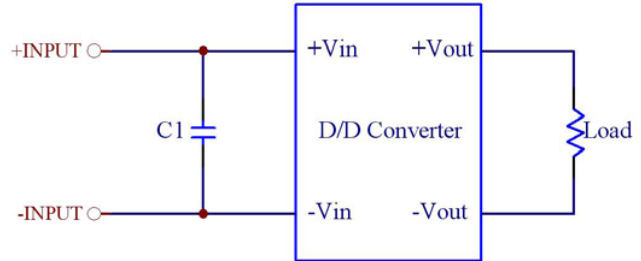 +INPUT
+Vin
+Vout
C1
D/D Converter
Load
-INPUT
-Vin
-Vout